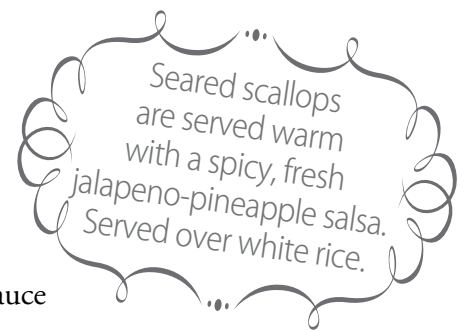 Seared scallops
are served warm
with a spicy, fresh
jalapeno-pineapple salsa.
Served over white rice.